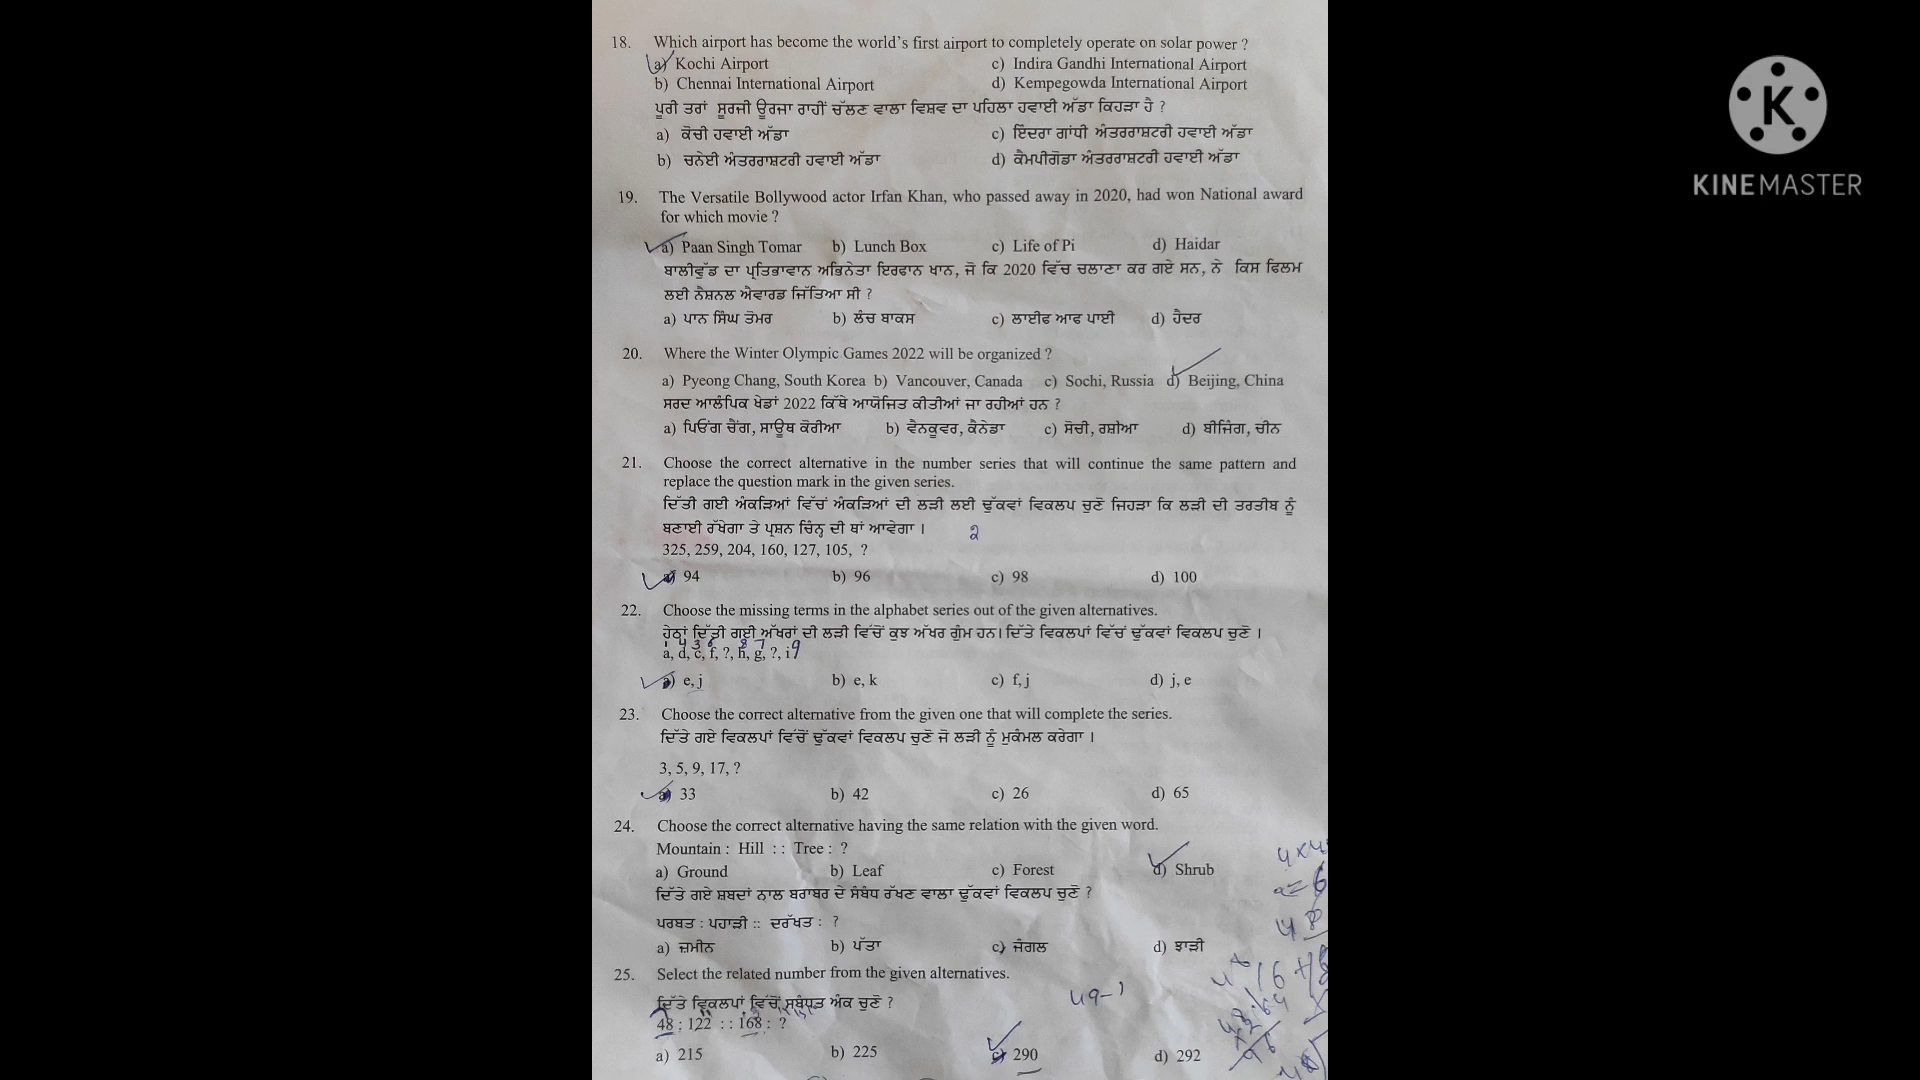 18. Which airport has become the world's first airport to completely operate on solar power ?
a) Kochi Airport c) Indira Gandhi International Airport
b) Chennai International Airport d) Kempegowda International Airport
ਪੂਰੀ ਤਰਾਂ ਸੂਰਜੀ ਊਰਜਾ ਰਾਹੀਂ ਚੱਲਣ ਵਾਲਾ ਵਿਸ਼ਵ ਦਾ ਪਹਿਲਾ ਹਵਾਈ ਅੱਡਾ ਕਿਹੜਾ ਹੈ ?
a) ਕੋਚੀ ਹਵਾਈ ਅੱਡਾ c) ਇੰਦਰਾ ਗਾਂਧੀ ਅੰਤਰਰਾਸ਼ਟਰੀ ਹਵਾਈ ਅੱਡਾ
b) ਚਨੇਈ ਅੰਤਰਰਾਸ਼ਟਰੀ ਹਵਾਈ ਅੱਡਾ d) ਕੈਮਪੀਗੋਡਾ ਅੰਤਰਰਾਸ਼ਟਰੀ ਹਵਾਈ ਅੱਡਾ
KINEMASTER
19. The Versatile Bollywood actor Irfan Khan, who passed away in 2020, had won National award
for which movie ?
a) Paan Singh Tomar b) Lunch Box c) Life of Pi d) Haidar
ਬਾਲੀਵੁੱਡ ਦਾ ਪ੍ਰਤਿਭਾਵਾਨ ਅਭਿਨੇਤਾ ਇਰਫਾਨ ਖਾਨ, ਜੋ ਕਿ 2020 ਵਿੱਚ ਚਲਾਣਾ ਕਰ ਗਏ ਸਨ, ਨੇ ਕਿਸ ਫਿਲਮ
ਲਈ ਨੈਸ਼ਨਲ ਐਵਾਰਡ ਜਿੱਤਿਆ ਸੀ ?
a) ਪਾਨ ਸਿੰਘ ਤੋਮਰ b) ਲੰਚ ਬਾਕਸ c) ਲਾਈਫ ਆਫ ਪਾਈ d) ਹੈਦਰ
20. Where the Winter Olympic Games 2022 will be organized ?
a) Pyeong Chang, South Korea b) Vancouver, Canada c) Sochi, Russia d) Beijing, China
ਸਰਦ ਆਲੰਪਿਕ ਖੇਡਾਂ 2022 ਕਿੱਥੇ ਆਯੋਜਿਤ ਕੀਤੀਆਂ ਜਾ ਰਹੀਆਂ ਹਨ ?
a) ਪਿਓਂਗ ਚੈਂਗ, ਸਾਊਥ ਕੋਰੀਆ b) ਵੈਨਕੂਵਰ, ਕੈਨੇਡਾ c) ਸੋਚੀ, ਰਸ਼ੀਆ d) ਬੀਜਿੰਗ, ਚੀਨ
21. Choose the correct alternative in the number series that will continue the same pattern and
replace the question mark in the given series.
ਦਿੱਤੀ ਗਈ ਅੰਕੜਿਆਂ ਵਿੱਚਂ ਅੰਕੜਿਆਂ ਦੀ ਲੜੀ ਲਈ ਢੁੱਕਵਾਂ ਵਿਕਲਪ ਚੁਣੋ ਜਿਹੜਾ ਕਿ ਲੜੀ ਦੀ ਤਰਤੀਬ ਨੂੰ
ਬਣਾਈ ਰੱਖੇਗਾ ਤੇ ਪ੍ਰਸ਼ਨ ਚਿੰਨ੍ਹ ਦੀ ਥਾਂ ਆਵੇਗਾ । 2
325, 259, 204, 160, 127, 105, ?
a) 94 b) 96 c) 98 d) 100
22. Choose the missing terms in the alphabet series out of the given alternatives.
ਹੇਠਾਂ ਦਿੱਤੀ ਗਈ ਅੱਖਰਾਂ ਦੀ ਲੜੀ ਵਿਚੋਂ ਕੁਝ ਅੱਖਰ ਗੁੰਮ ਹਨ। ਦਿੱਤੇ ਵਿਕਲਪਾਂ ਵਿੱਚਂ ਢੁੱਕਵਾਂ ਵਿਕਲਪ ਚੁਣੋ ।
a, d, c, f, ?, h, g, ?, i 9
a) e, j b) e, k c) f, j d) j, e
23. Choose the correct alternative from the given one that will complete the series.
ਦਿੱਤੇ ਗਏ ਵਿਕਲਪਾਂ ਵਿੱਚੋਂ ਢੁੱਕਵਾਂ ਵਿਕਲਪ ਚੁਣੋ ਜੋ ਲੜੀ ਨੂੰ ਮੁਕੰਮਲ ਕਰੇਗਾ ।
3, 5, 9, 17, ?
a) 33 b) 42 c) 26 d) 65
24. Choose the correct alternative having the same relation with the given word.
Mountain : Hill : : Tree : ?
a) Ground b) Leaf c) Forest d) Shrub
ਦਿੱਤੇ ਗਏ ਸ਼ਬਦਾਂ ਨਾਲ ਬਰਾਬਰ ਦੇ ਸੰਬੰਧ ਰੱਖਣ ਵਾਲਾ ਢੁੱਕਵਾਂ ਵਿਕਲਪ ਚੁਣੋ ?
ਪਰਬਤ : ਪਹਾੜੀ :: ਦਰੱਖਤ : ?
a) ਜ਼ਮੀਨ b) ਪੱਤਾ c) ਜੰਗਲ d) ਝਾੜੀ
25. Select the related number from the given alternatives.
ਦਿੱਤੇ ਵਿਕਲਪਾਂ ਵਿੱਚੋਂ ਸਬੰਧਤ ਅੰਕ ਚੁਣੋ ? 49-1
48 : 122 : : 168 : ?
a) 215 b) 225 c) 290 d) 292